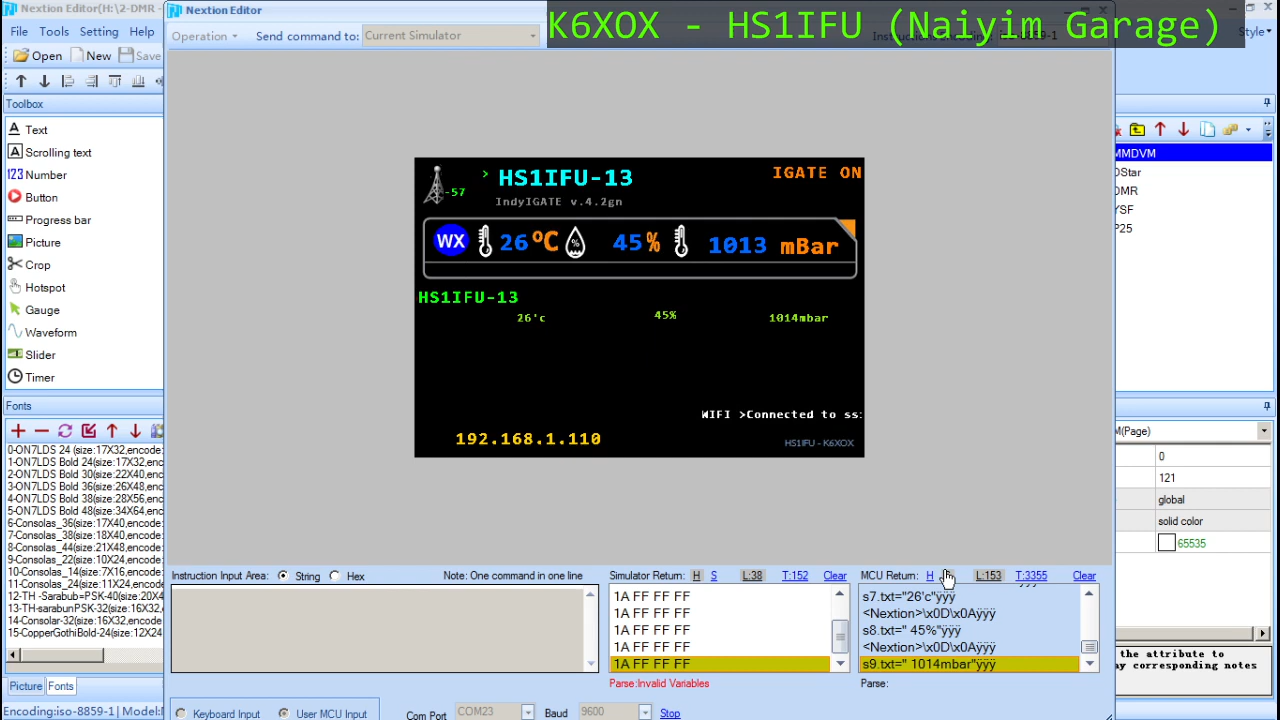 Nextion Editor[H:\2-DMR
Nextion Editor
K6XOX - HS1IFU (Naiyim Garage)
File Tools Setting Help
Operation
Send command to: Current Simulator
Style
Open New Save
Toolbox
Text
Scrolling text
123 Number
Button
Progress bar
Picture
Crop
Hotspot
Gauge
Waveform
Slider
Timer
Fonts
0-ON7LDS 24 (size:17X32,enco
1-ON7LDS Bold 24(size:17X32,
2-ON7LDS Bold 30(size:22X40,
3-ON7LDS Bold 36(size:26X48,
4-ON7LDS Bold 38(size:28X56,
5-ON7LDS Bold 48(size:34X64,
6-Consolas_36(size:17X40,encode:
7-Consolas_38(size:18X40,encode:
8-Consolas_44(size:21X48,encode:
9-Consolas_22(size:10X24,encode:
10-Consolas_14(size:7X16,encode:
11-Consolas_24(size:11X24,encod
12-TH -Sarabub=PSK-40(size:20X4
13-TH-sarabunPSK-32(size:16X32,
14-Consolar-32(size:16X32,encode
15-CopperGothiBold-24(size:12X24
Picture Fonts
Encoding:iso-8859-1 Model:N
-57
> HS1IFU-13
IGATE ON
IndyIGATE v.4.2gn
WX 26°C % 45% 1013 mBar
HS1IFU-13
26'c 45% 1014mbar
WIFI >Connected to ss:
192.168.1.110
HS1IFU - K6XOX
MMDVM
DStar
DMR
YSF
P25
M(Page)
0
121
global
solid color
65535
the attribute to
ny corresponding notes
Instruction Input Area: String Hex Note: One command in one line
Simulator Return: H S L:38 T:152 Clear
1A FF FF FF
1A FF FF FF
1A FF FF FF
1A FF FF FF
1A FF FF FF
Parse:Invalid Variables
MCU Return: H L:153 T:3355 Clear
s7.txt="26'c"ÿÿÿ
<Nextion>\x0D\x0Aÿÿÿ
s8.txt=" 45%"ÿÿÿ
<Nextion>\x0D\x0Aÿÿÿ
s9.txt=" 1014mbar"ÿÿÿ
Parse:
Keyboard Input User MCU Input Com Port COM23 Baud 9600 Stop